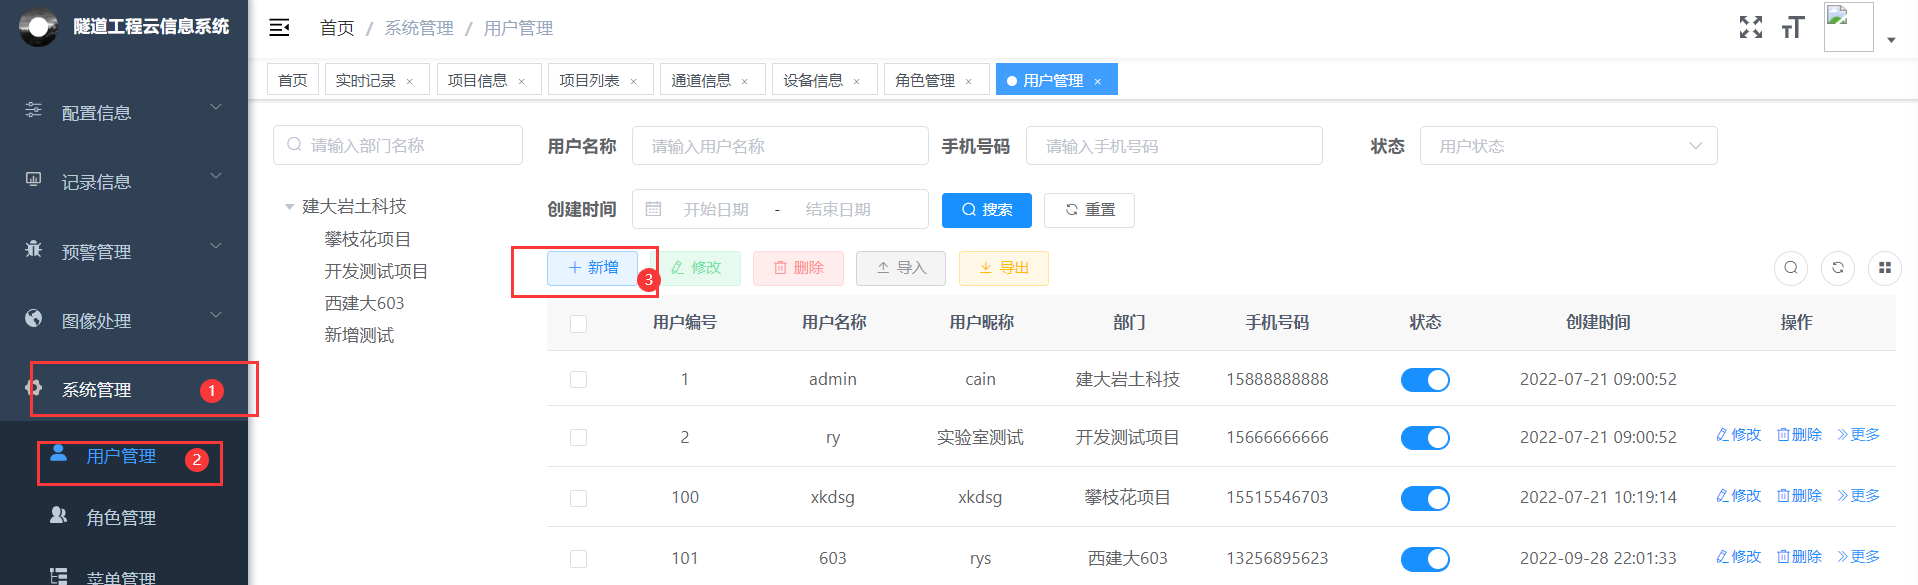 隧道工程云信息系统
首页 / 系统管理 / 用户管理
首页 实时记录 × 项目信息 × 项目列表 × 通道信息 × 设备信息 × 角色管理 × 用户管理 ×
配置信息
记录信息
预警管理
图像处理
系统管理 1
用户管理 2
角色管理
菜单管理
请输入部门名称
建大岩土科技
攀枝花项目
开发测试项目
西建大603
新增测试
用户名称 请输入用户名称 手机号码 请输入手机号码 状态 用户状态
创建时间 开始日期 - 结束日期 搜索 重置
新增 3 修改 删除 导入 导出
用户编号 用户名称 用户昵称 部门 手机号码 状态 创建时间 操作
1 admin cain 建大岩土科技 15888888888 2022-07-21 09:00:52
2 ry 实验室测试 开发测试项目 15666666666 2022-07-21 09:00:52 修改 删除 更多
100 xkdsg xkdsg 攀枝花项目 15515546703 2022-07-21 10:19:14 修改 删除 更多
101 603 rys 西建大603 13256895623 2022-09-28 22:01:33 修改 删除 更多